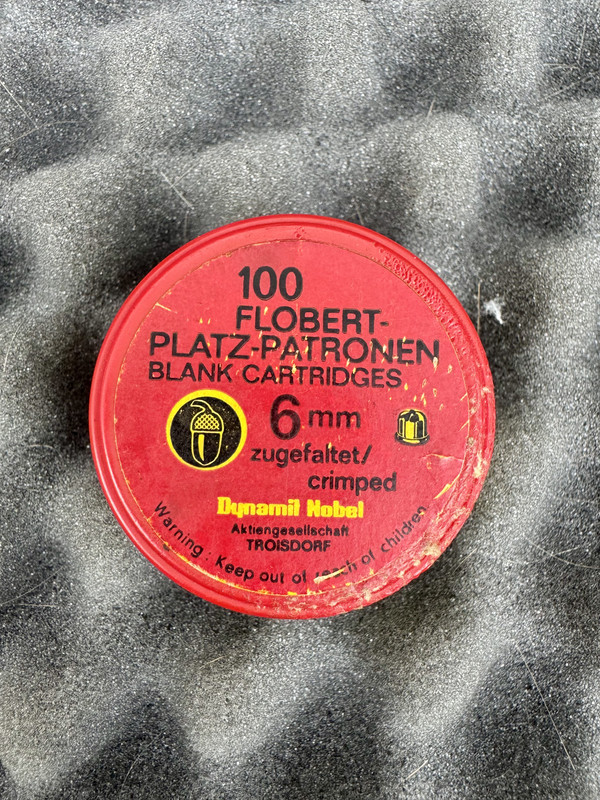 100
FLOBERT-
PLATZ-PATRONEN
BLANK CARTRIDGES
6 mm
zugefaltet/
crimped
Dynamit Nobel
Aktiengesellschaft
TROISDORF
Warning: Keep out of reach of children